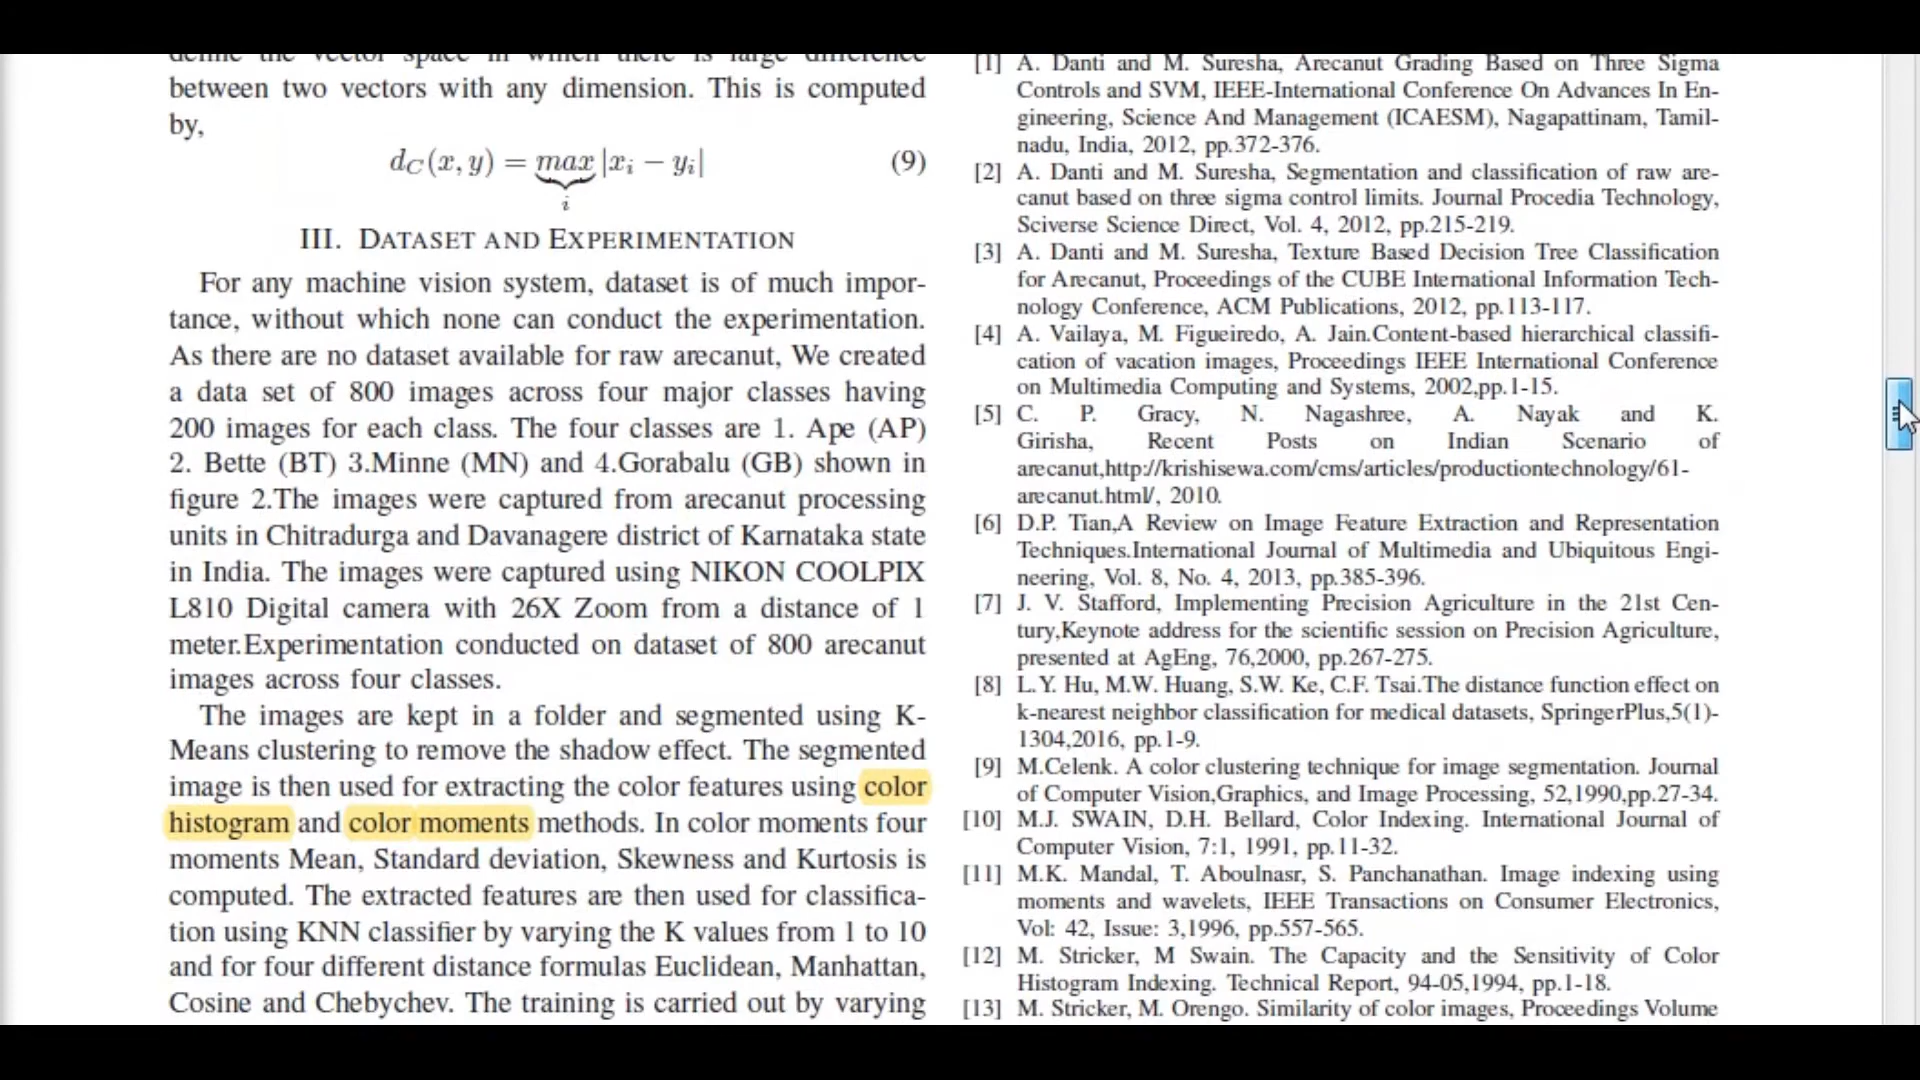 define the vector space in which there is large difference
between two vectors with any dimension. This is computed
by,
d_C(x, y) = max |x_i − y_i| (9)
i
III. DATASET AND EXPERIMENTATION
For any machine vision system, dataset is of much impor-
tance, without which none can conduct the experimentation.
As there are no dataset available for raw arecanut, We created
a data set of 800 images across four major classes having
200 images for each class. The four classes are 1. Ape (AP)
2. Bette (BT) 3.Minne (MN) and 4.Gorabalu (GB) shown in
figure 2.The images were captured from arecanut processing
units in Chitradurga and Davanagere district of Karnataka state
in India. The images were captured using NIKON COOLPIX
L810 Digital camera with 26X Zoom from a distance of 1
meter.Experimentation conducted on dataset of 800 arecanut
images across four classes.
The images are kept in a folder and segmented using K-
Means clustering to remove the shadow effect. The segmented
image is then used for extracting the color features using color
histogram and color moments methods. In color moments four
moments Mean, Standard deviation, Skewness and Kurtosis is
computed. The extracted features are then used for classifica-
tion using KNN classifier by varying the K values from 1 to 10
and for four different distance formulas Euclidean, Manhattan,
Cosine and Chebychev. The training is carried out by varying
[1] A. Danti and M. Suresha, Arecanut Grading Based on Three Sigma
Controls and SVM, IEEE-International Conference On Advances In En-
gineering, Science And Management (ICAESM), Nagapattinam, Tamil-
nadu, India, 2012, pp.372-376.
[2] A. Danti and M. Suresha, Segmentation and classification of raw are-
canut based on three sigma control limits. Journal Procedia Technology,
Sciverse Science Direct, Vol. 4, 2012, pp.215-219.
[3] A. Danti and M. Suresha, Texture Based Decision Tree Classification
for Arecanut, Proceedings of the CUBE International Information Tech-
nology Conference, ACM Publications, 2012, pp.113-117.
[4] A. Vailaya, M. Figueiredo, A. Jain.Content-based hierarchical classifi-
cation of vacation images, Proceedings IEEE International Conference
on Multimedia Computing and Systems, 2002,pp.1-15.
[5] C. P. Gracy, N. Nagashree, A. Nayak and K.
Girisha, Recent Posts on Indian Scenario of
arecanut,http://krishisewa.com/cms/articles/productiontechnology/61-
arecanut.html/, 2010.
[6] D.P. Tian,A Review on Image Feature Extraction and Representation
Techniques.International Journal of Multimedia and Ubiquitous Engi-
neering, Vol. 8, No. 4, 2013, pp.385-396.
[7] J. V. Stafford, Implementing Precision Agriculture in the 21st Cen-
tury,Keynote address for the scientific session on Precision Agriculture,
presented at AgEng, 76,2000, pp.267-275.
[8] L.Y. Hu, M.W. Huang, S.W. Ke, C.F. Tsai.The distance function effect on
k-nearest neighbor classification for medical datasets, SpringerPlus,5(1)-
1304,2016, pp.1-9.
[9] M.Celenk. A color clustering technique for image segmentation. Journal
of Computer Vision,Graphics, and Image Processing, 52,1990,pp.27-34.
[10] M.J. SWAIN, D.H. Bellard, Color Indexing. International Journal of
Computer Vision, 7:1, 1991, pp.11-32.
[11] M.K. Mandal, T. Aboulnasr, S. Panchanathan. Image indexing using
moments and wavelets, IEEE Transactions on Consumer Electronics,
Vol: 42, Issue: 3,1996, pp.557-565.
[12] M. Stricker, M Swain. The Capacity and the Sensitivity of Color
Histogram Indexing. Technical Report, 94-05,1994, pp.1-18.
[13] M. Stricker, M. Orengo. Similarity of color images, Proceedings Volume